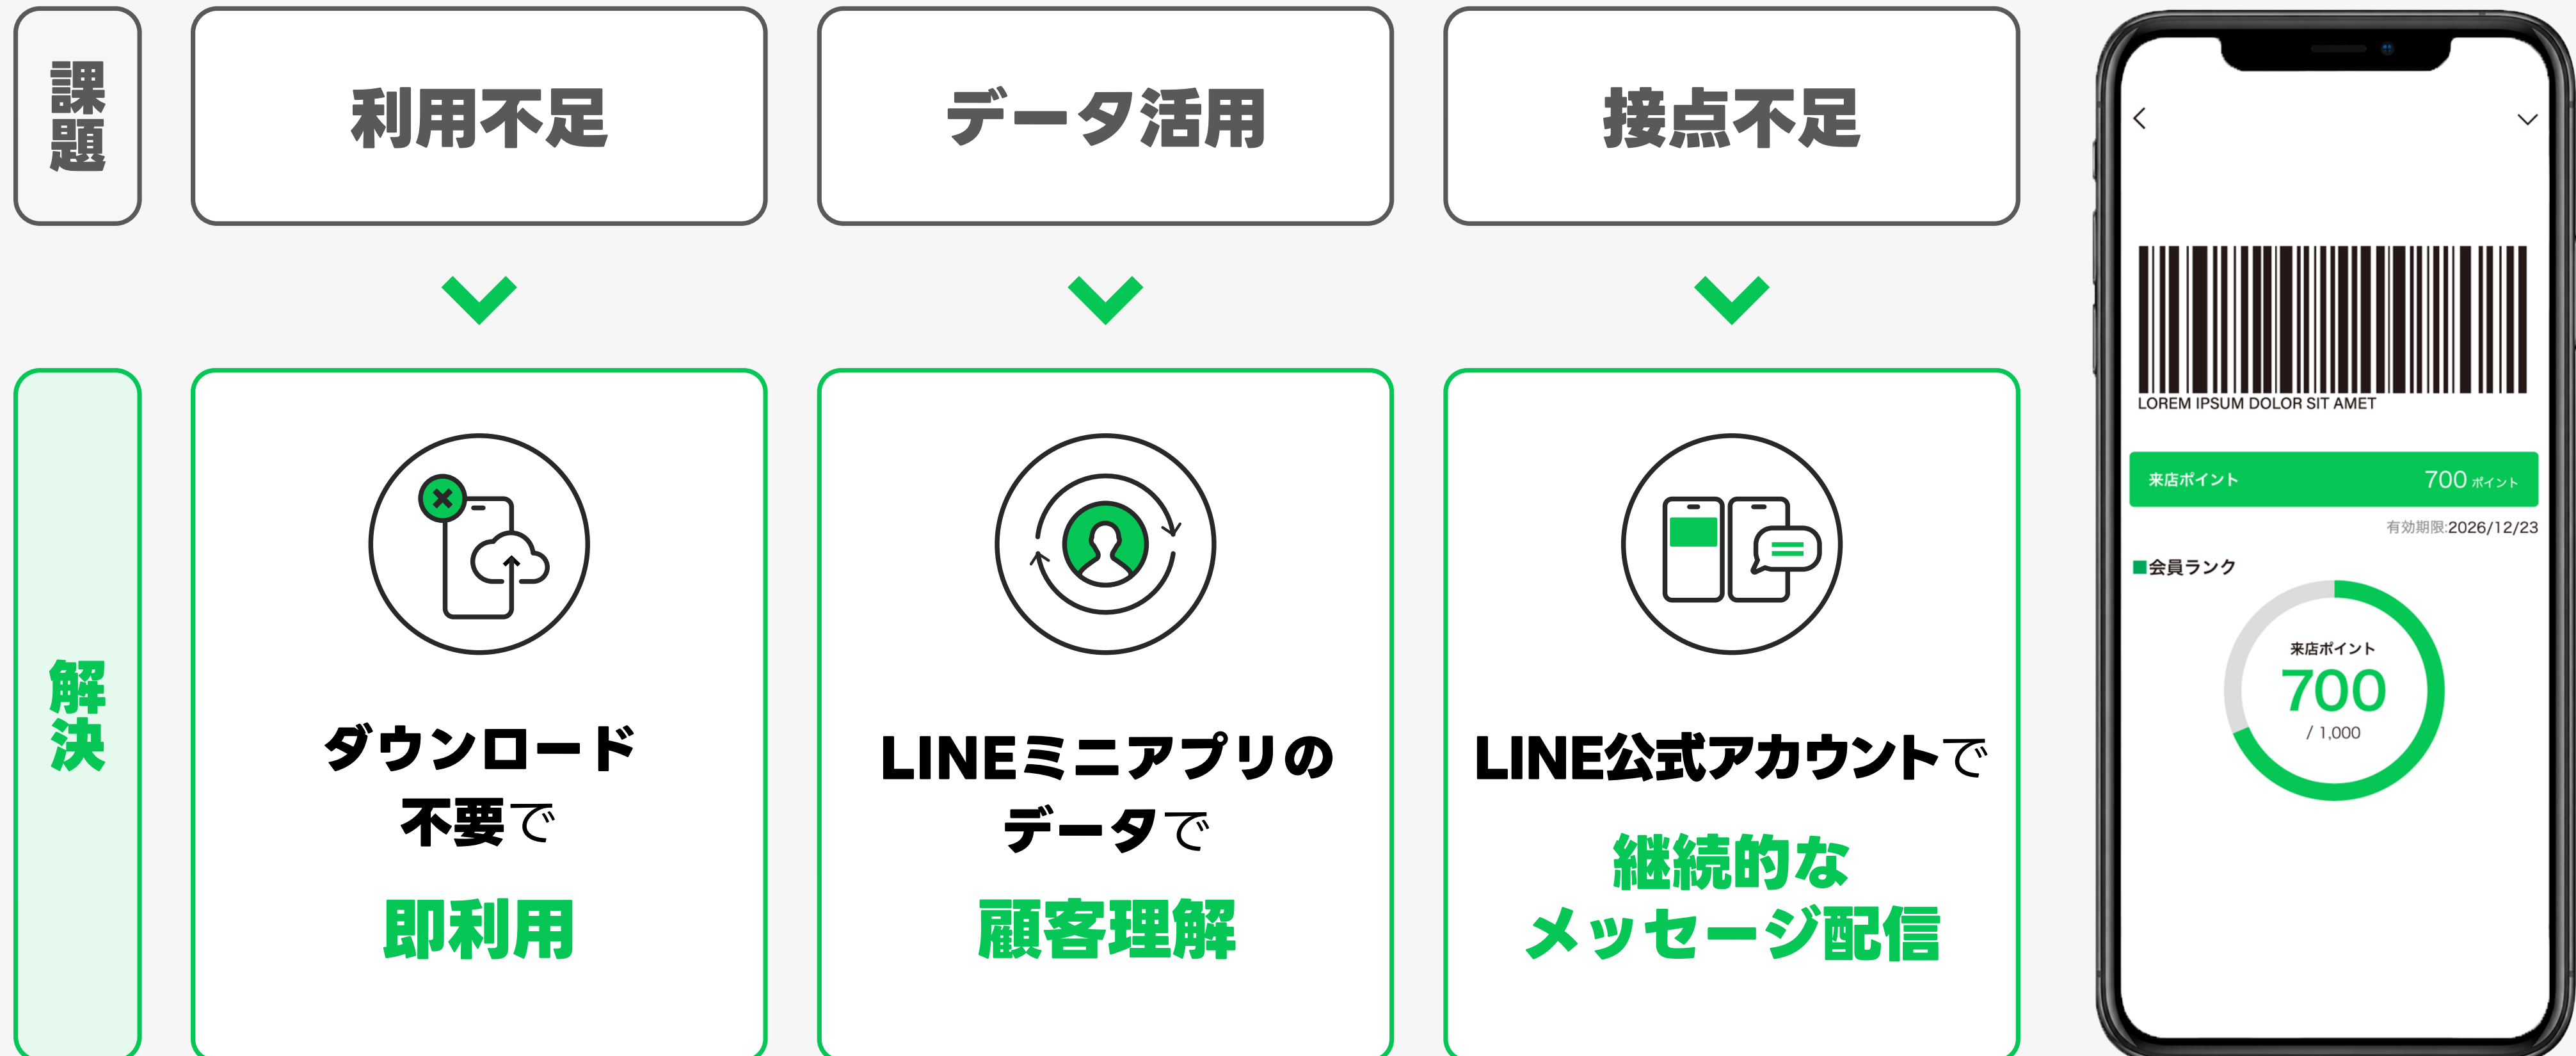 課題
利用不足
データ活用
接点不足
解決
ダウンロード
不要で
即利用
LINEミニアプリの
データで
顧客理解
LINE公式アカウントで
継続的な
メッセージ配信
LOREM IPSUM DOLOR SIT AMET
来店ポイント 700 ポイント
有効期限:2026/12/23
■会員ランク
来店ポイント
700
/ 1,000